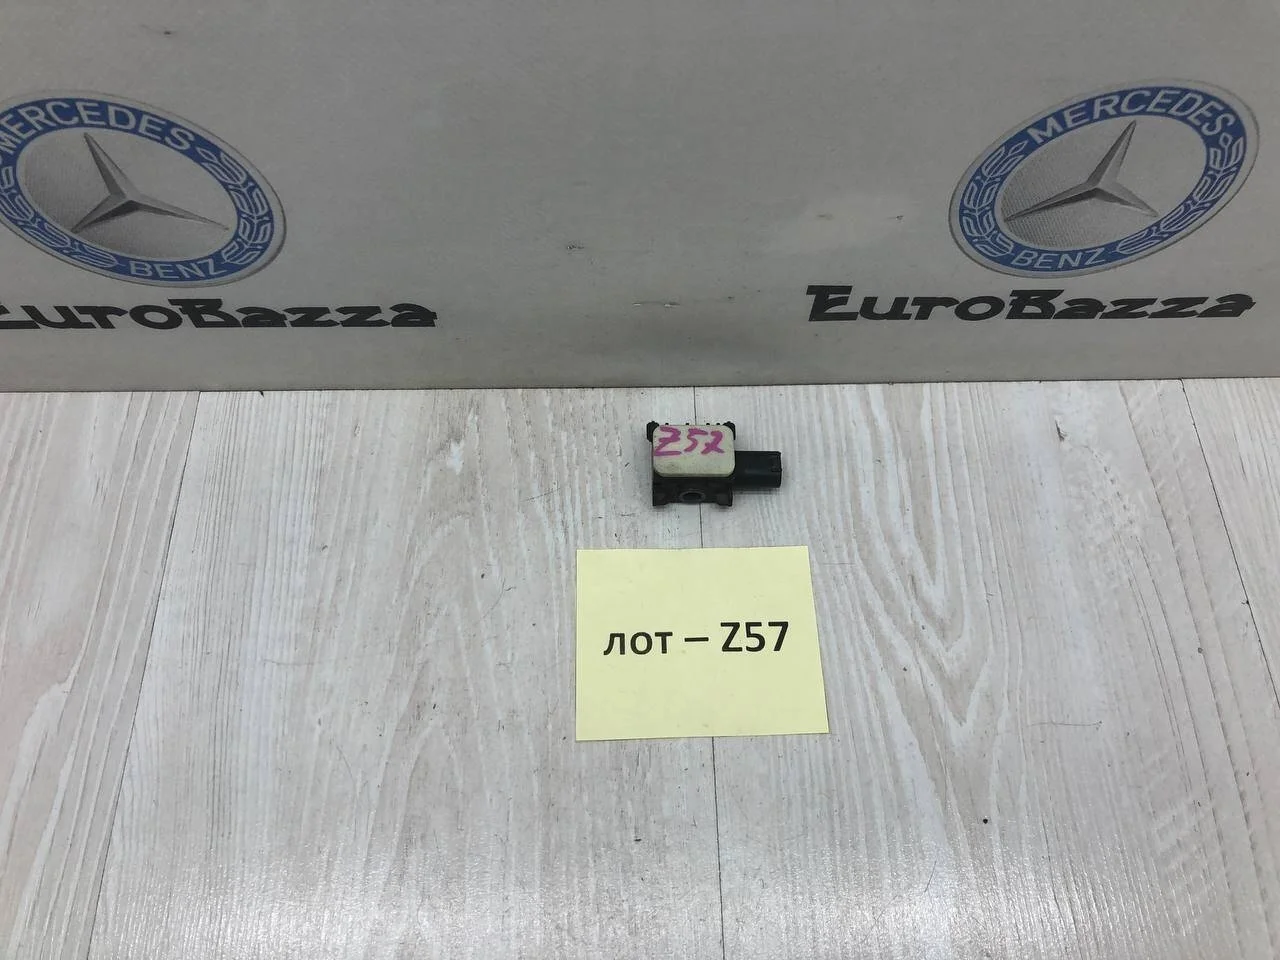 MERCEDES
BENZ
EuroBazza
MERCEDES
BENZ
EuroBazza
Z57
лот – Z57